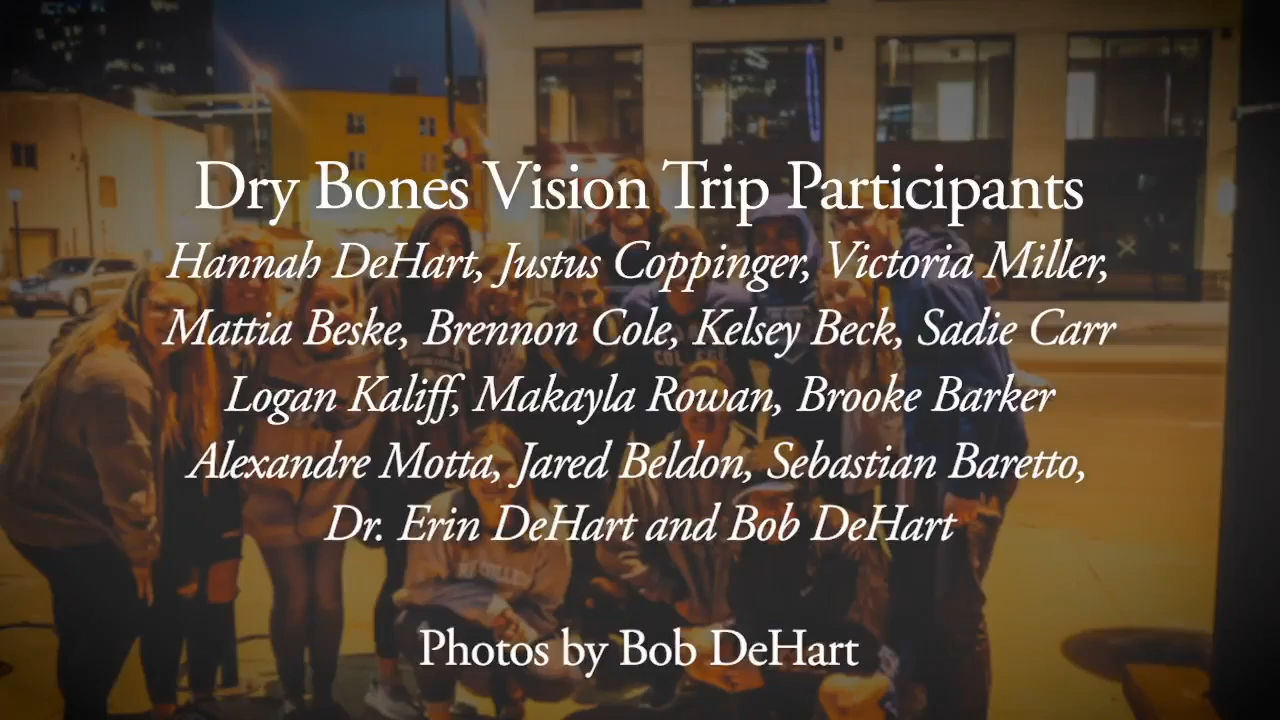 Dry Bones Vision Trip Participants
Hannah DeHart, Justus Coppinger, Victoria Miller,
Mattia Beske, Brennon Cole, Kelsey Beck, Sadie Carr
Logan Kaliff, Makayla Rowan, Brooke Barker
Alexandre Motta, Jared Beldon, Sebastian Baretto,
Dr. Erin DeHart and Bob DeHart
Photos by Bob DeHart